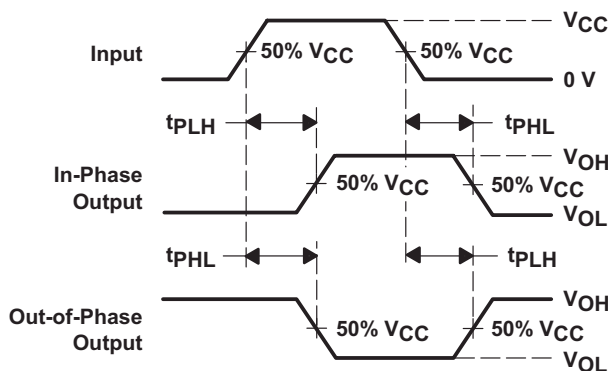 VCC
Input
50% VCC
50% VCC
0 V
tPLH
tPHL
In-Phase
Output
50% VCC
VOH
50% VCC
VOL
tPHL
tPLH
Out-of-Phase
Output
50% VCC
VOH
50% VCC
VOL